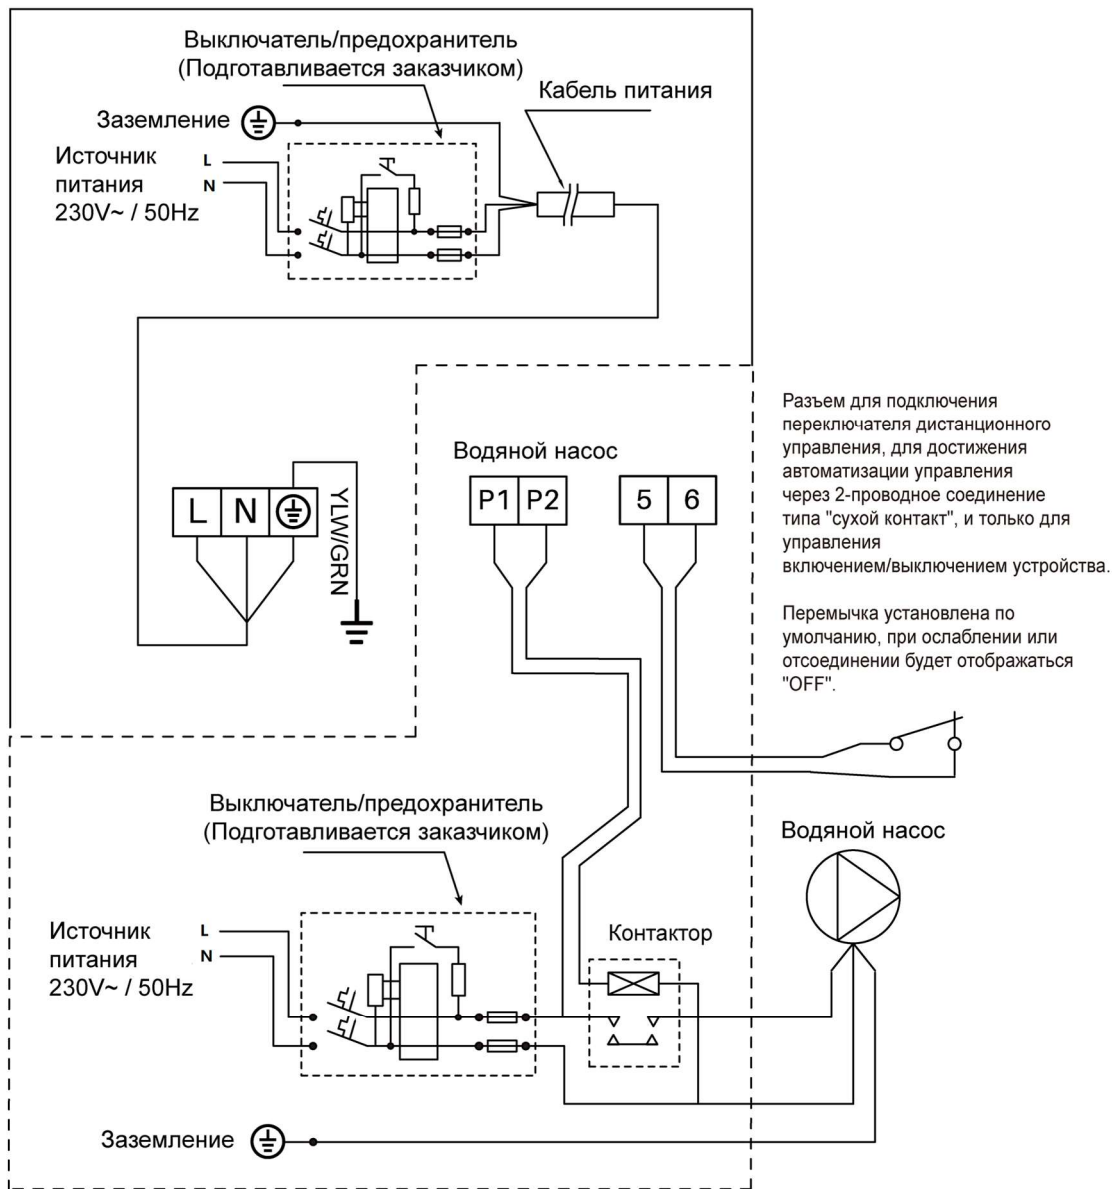 Выключатель/предохранитель
(Подготавливается заказчиком)
Кабель питания
Заземление
Источник
питания
230V~ / 50Hz
L
N
L N
YLW/GRN
Водяной насос
P1 P2
5 6
Разъем для подключения
переключателя дистанционного
управления, для достижения
автоматизации управления
через 2-проводное соединение
типа "сухой контакт", и только для
управления
включением/выключением устройства.
Перемычка установлена по
умолчанию, при ослаблении или
отсоединении будет отображаться
"OFF".
Выключатель/предохранитель
(Подготавливается заказчиком)
Водяной насос
Источник
питания
230V~ / 50Hz
L
N
Контактор
Заземление